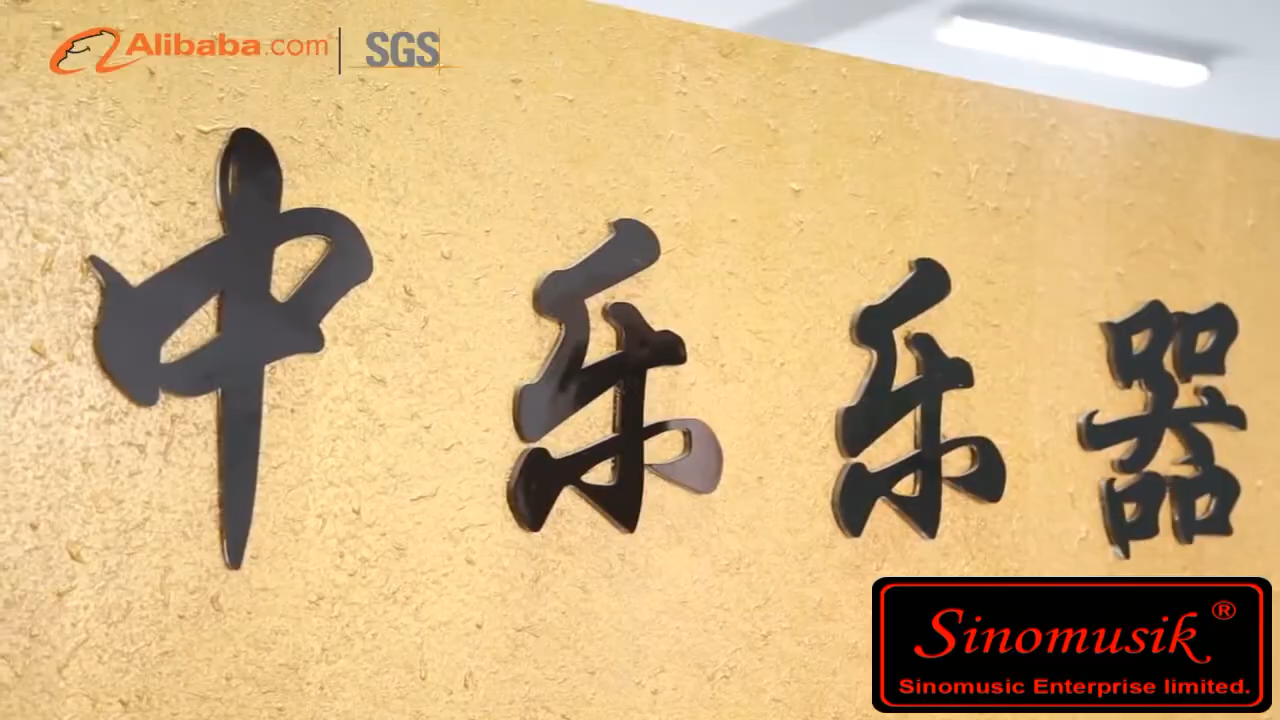 Alibaba.com | SGS
中乐乐器
Sinomusik®
Sinomusic Enterprise limited.